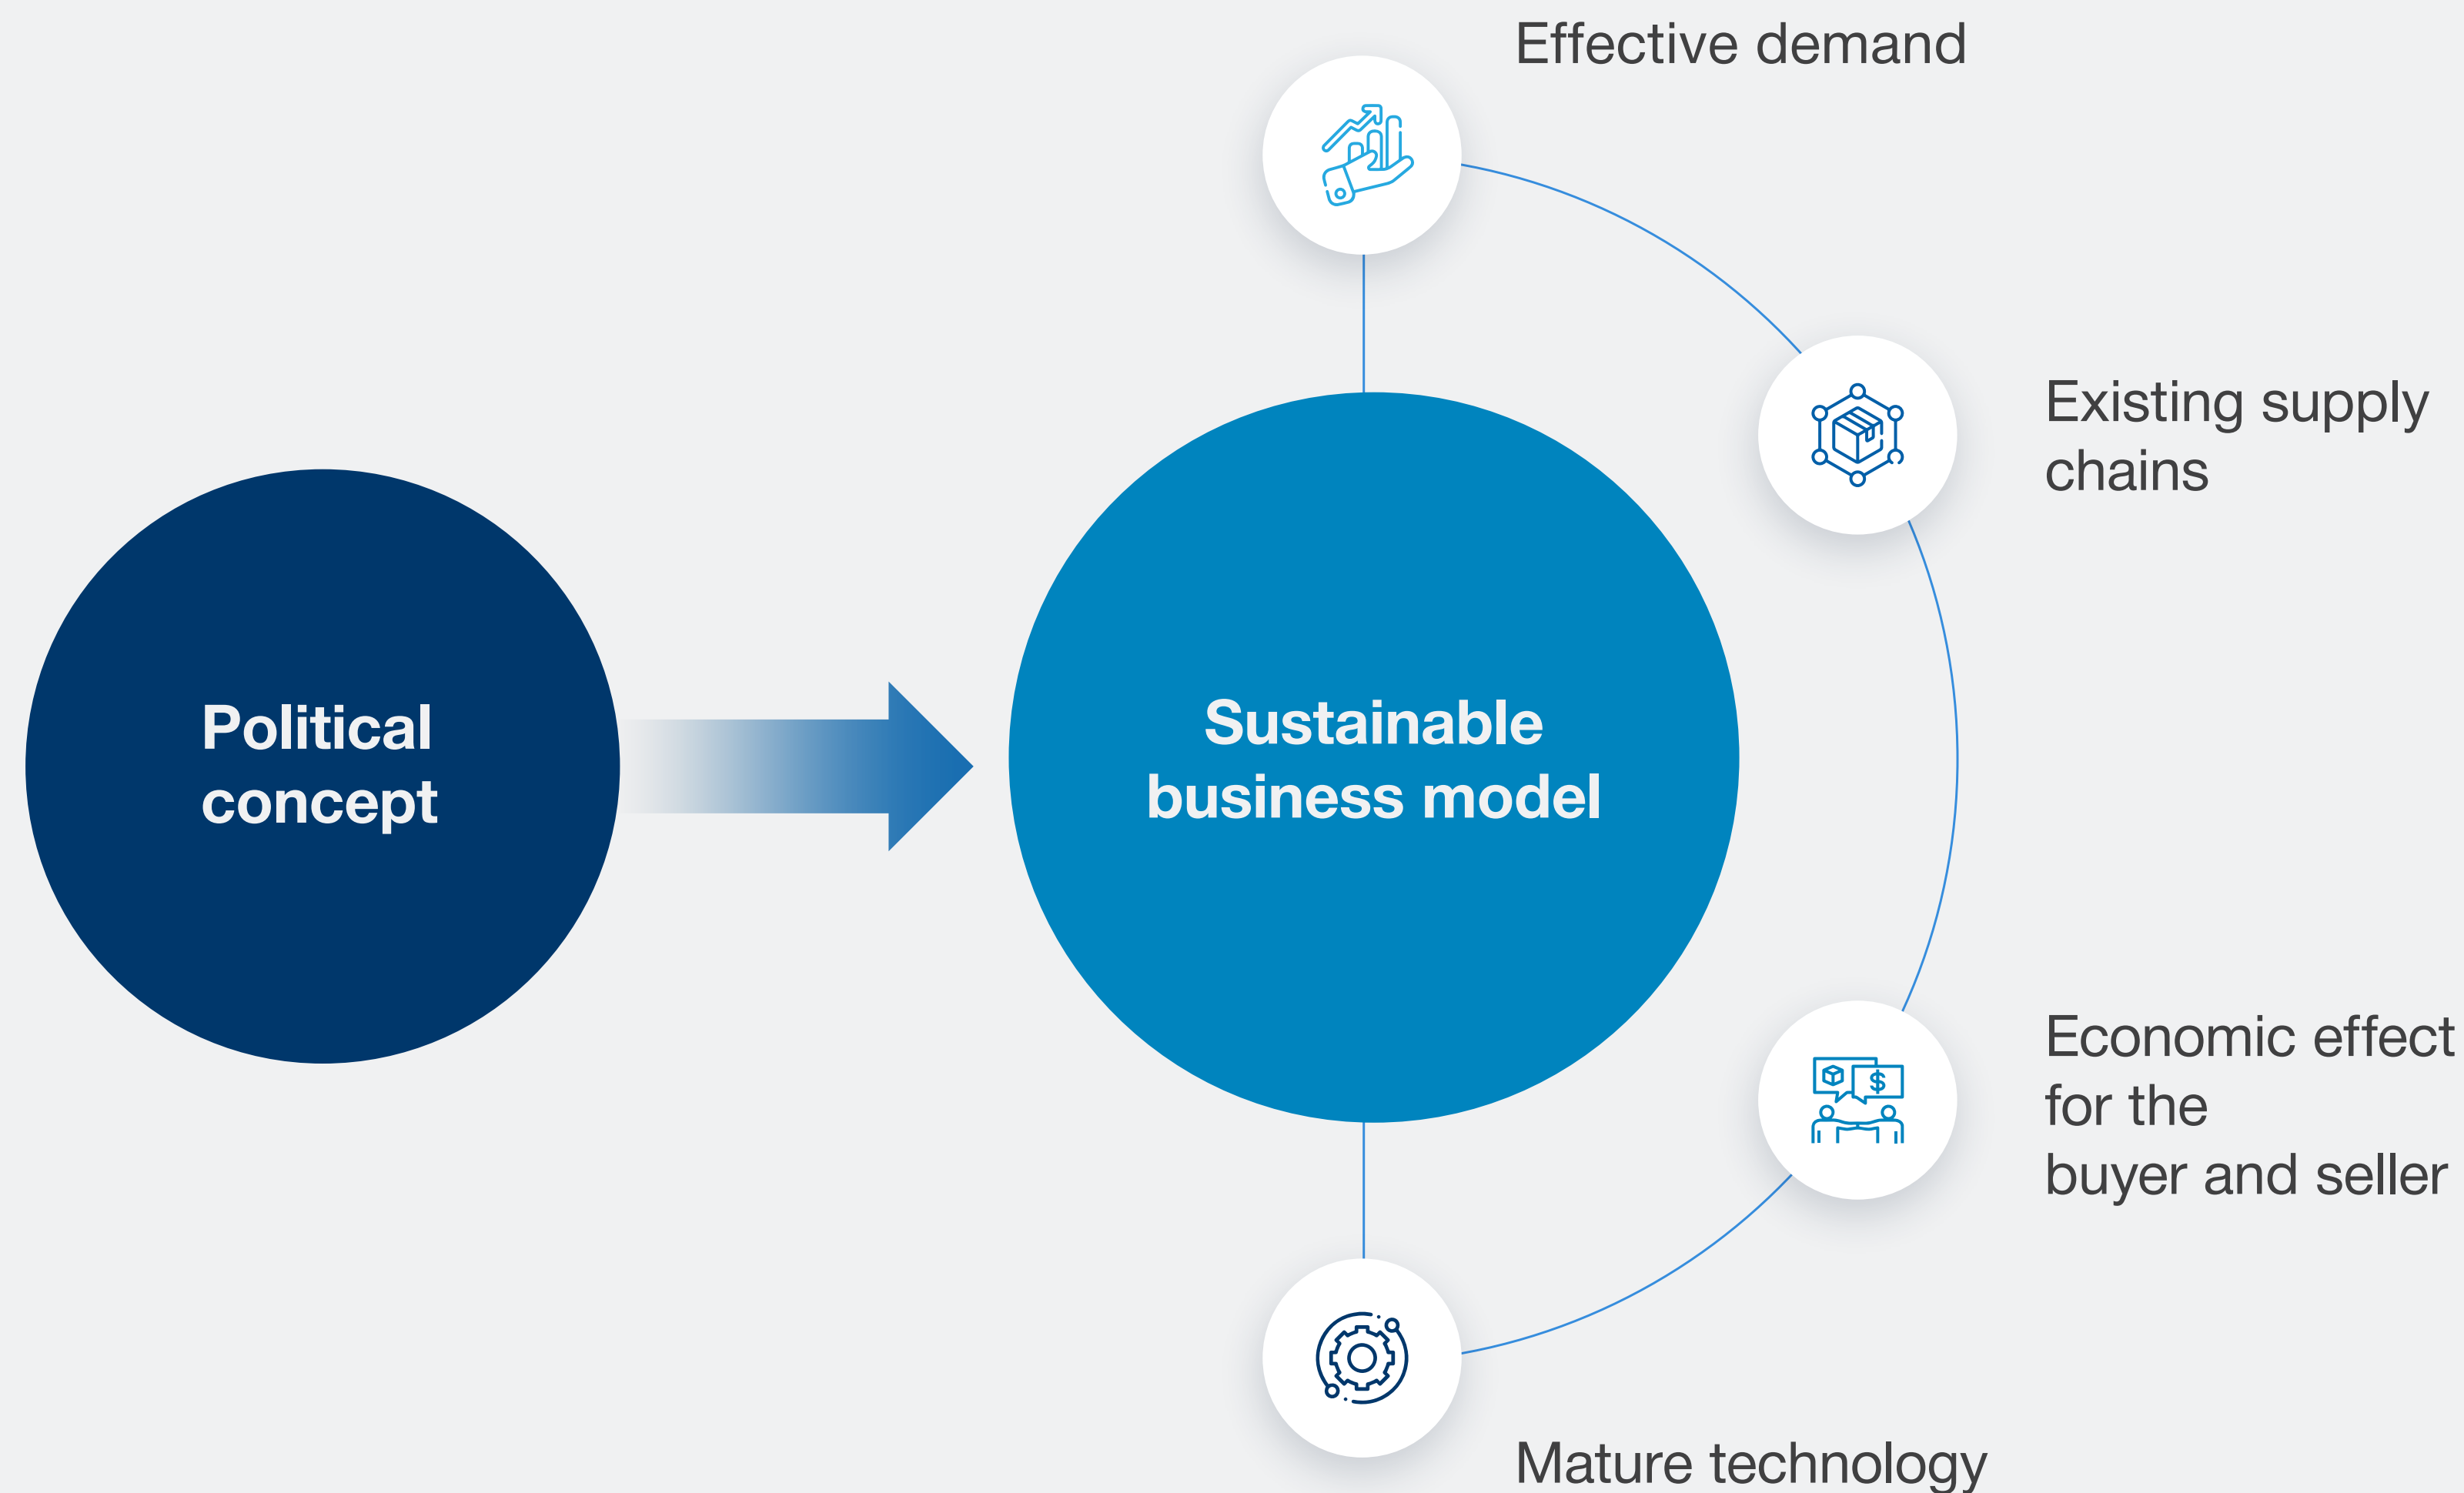 Effective demand
Existing supply
chains
Political
concept
Sustainable
business model
Economic effect
for the
buyer and seller
$
Mature technology